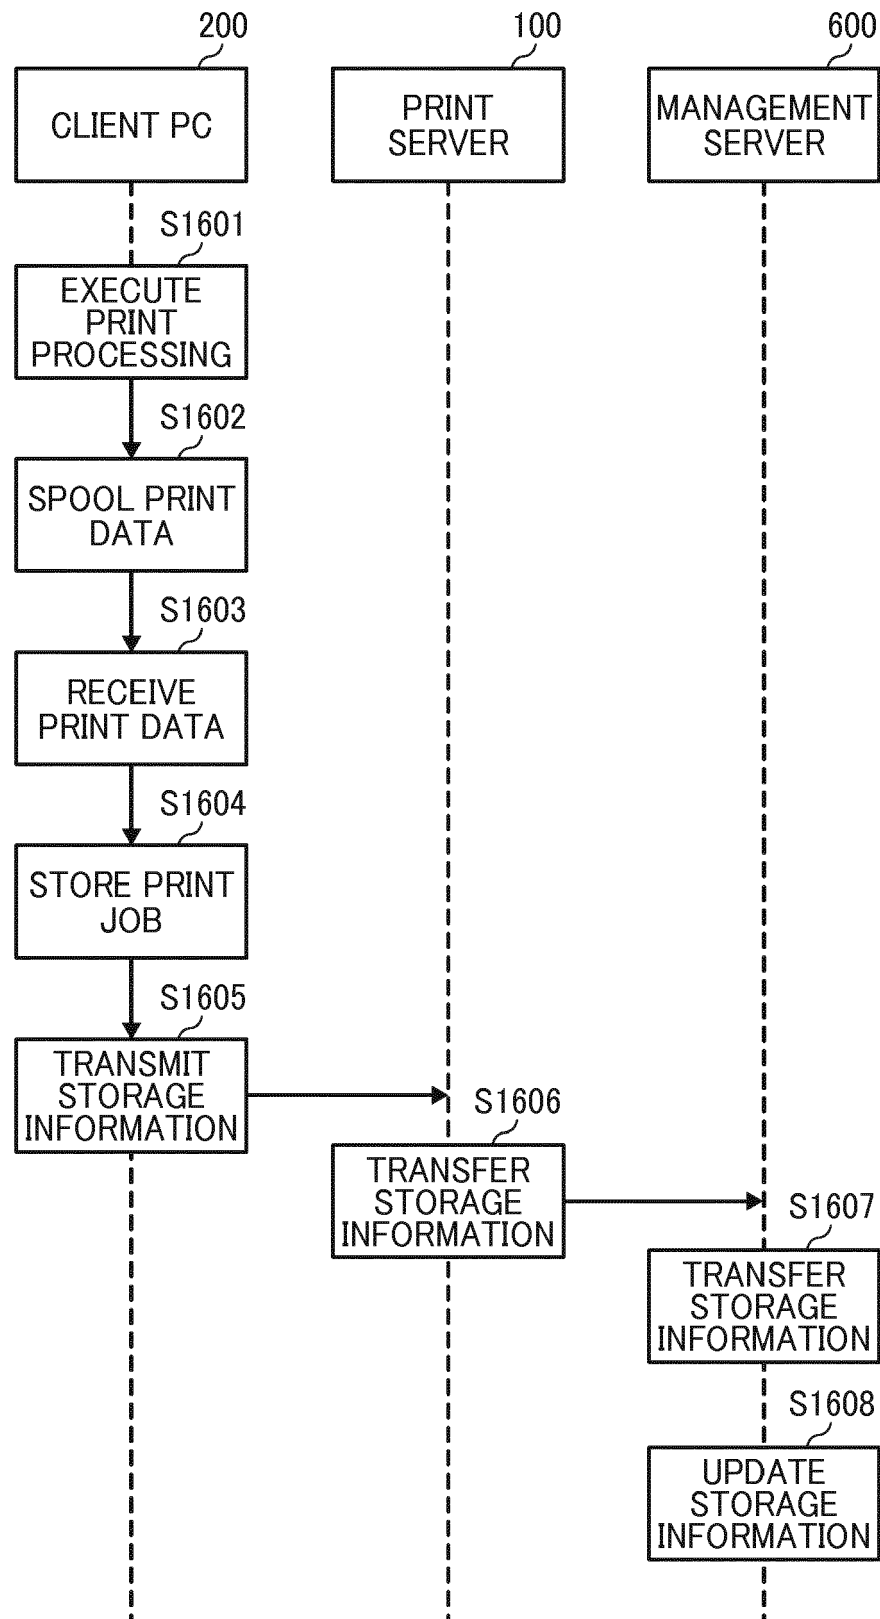 200
100
600
CLIENT PC
PRINT
SERVER
MANAGEMENT
SERVER
S1601
EXECUTE
PRINT
PROCESSING
S1602
SPOOL PRINT
DATA
S1603
RECEIVE
PRINT DATA
S1604
STORE PRINT
JOB
S1605
TRANSMIT
STORAGE
INFORMATION
S1606
TRANSFER
STORAGE
INFORMATION
S1607
TRANSFER
STORAGE
INFORMATION
S1608
UPDATE
STORAGE
INFORMATION